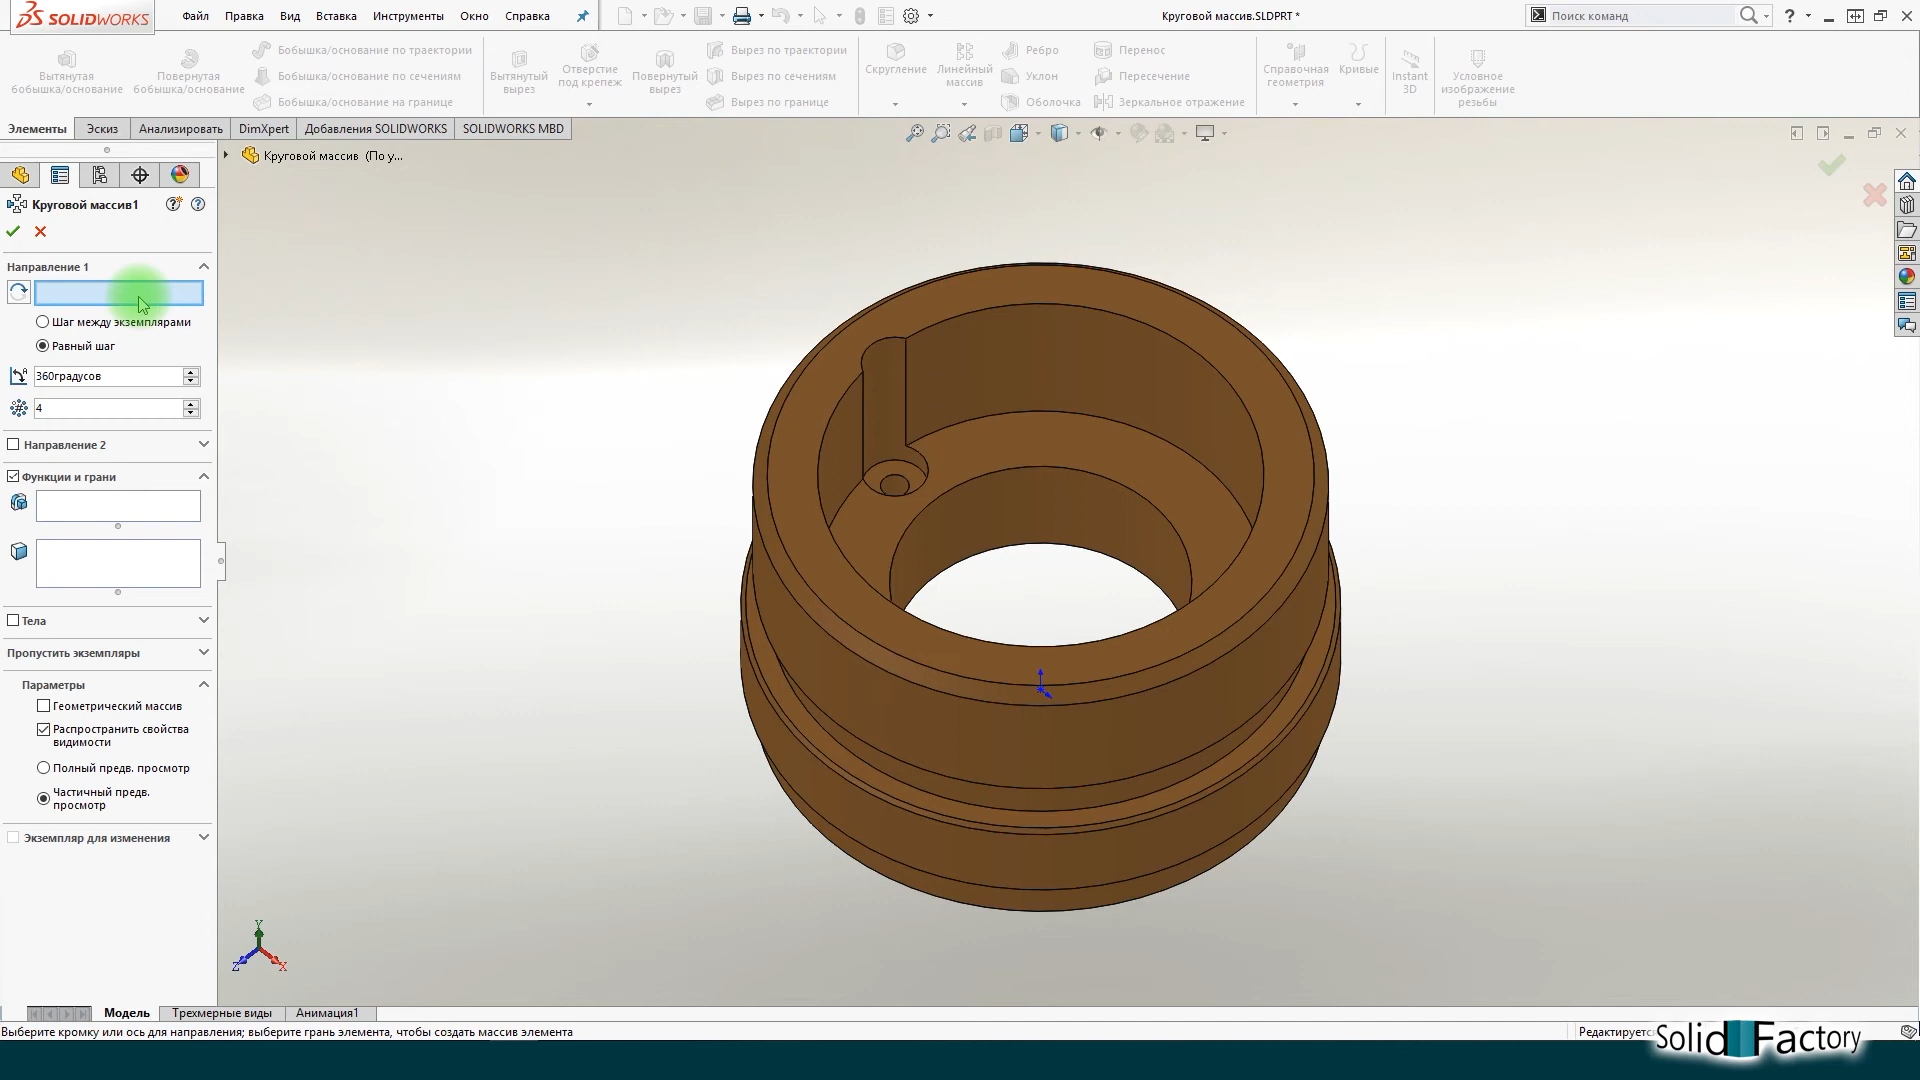 SOLIDWORKS
Файл Правка Вид Вставка Инструменты Окно Справка
Круговой массив.SLDPRT *
Поиск команд
Вытянутая бобышка/основание
Повернутая бобышка/основание
Бобышка/основание по траектории
Бобышка/основание по сечениям
Бобышка/основание на границе
Вытянутый вырез
Отверстие под крепеж
Повернутый вырез
Вырез по траектории
Вырез по сечениям
Вырез по границе
Скругление
Линейный массив
Ребро
Уклон
Оболочка
Перенос
Пересечение
Зеркальное отражение
Справочная геометрия
Кривые
Instant 3D
Условное изображение резьбы
Элементы Эскиз Анализировать DimXpert Добавления SOLIDWORKS SOLIDWORKS MBD
Круговой массив (По у...
Круговой массив1
Направление 1
Шаг между экземплярами
Равный шаг
360градусов
4
Направление 2
Функции и грани
Тела
Пропустить экземпляры
Параметры
Геометрический массив
Распространить свойства
видимости
Полный предв. просмотр
Частичный предв.
просмотр
Экземпляр для изменения
Y
Z
X
Модель Трехмерные виды Анимация1
Выберите кромку или ось для направления; выберите грань элемента, чтобы создать массив элемента
Редактируетс
Solid Factory